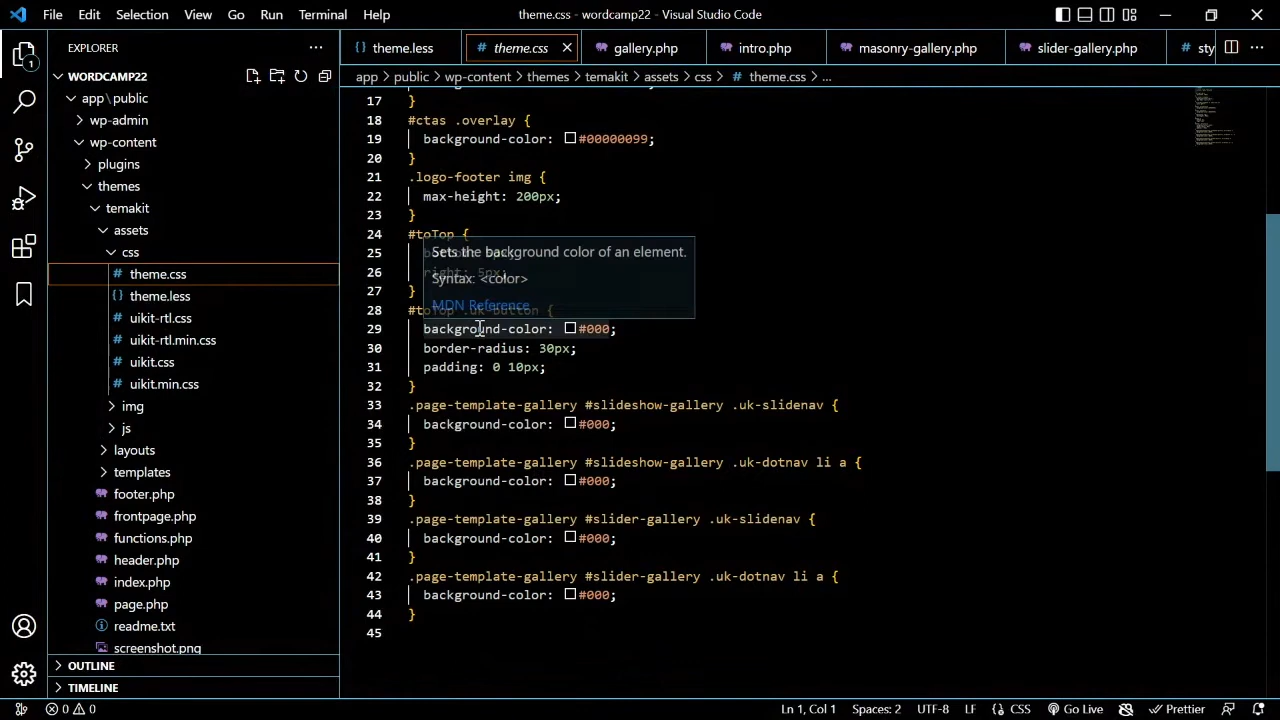 File Edit Selection View Go Run Terminal Help
theme.css - wordcamp22 - Visual Studio Code
EXPLORER
WORDCAMP22
app\public
wp-admin
wp-content
plugins
themes
temakit
assets
css
theme.css
theme.less
uikit-rtl.css
uikit-rtl.min.css
uikit.css
uikit.min.css
img
js
layouts
templates
footer.php
frontpage.php
functions.php
header.php
index.php
page.php
readme.txt
screenshot.png
OUTLINE
TIMELINE
1
theme.less theme.css gallery.php intro.php masonry-gallery.php slider-gallery.php sty
app > public > wp-content > themes > temakit > assets > css > # theme.css > ...
17 }
18 #ctas .overlay {
19 background-color: #00000099;
20 }
21 .logo-footer img {
22 max-height: 200px;
23 }
24 #toTop {
25
26 right: 5px;
27 }
28 #toTop .uk-button {
29 background-color: #000;
30 border-radius: 30px;
31 padding: 0 10px;
32 }
33 .page-template-gallery #slideshow-gallery .uk-slidenav {
34 background-color: #000;
35 }
36 .page-template-gallery #slideshow-gallery .uk-dotnav li a {
37 background-color: #000;
38 }
39 .page-template-gallery #slider-gallery .uk-slidenav {
40 background-color: #000;
41 }
42 .page-template-gallery #slider-gallery .uk-dotnav li a {
43 background-color: #000;
44 }
45
Sets the background color of an element.
Syntax: <color>
MDN Reference
0 0 Ln 1, Col 1 Spaces: 2 UTF-8 LF {} CSS Go Live Prettier